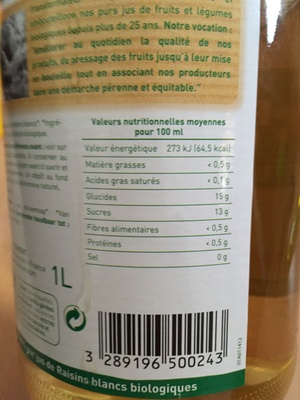 nos purs jus de fruits et légumes
biologiques depuis plus de 25 ans. Notre vocation :
"améliorer au quotidien la qualité de nos
produits, du pressage des fruits jusqu'à leur mise
en bouteille tout en associant nos producteurs
dans une démarche pérenne et équitable."
Valeurs nutritionnelles moyennes
pour 100 ml
Valeur énergétique 273 kJ (64,5 kcal)
Matière grasses < 0,5 g
Acides gras saturés < 0,1 g
Glucides 15 g
Sucres 13 g
Fibres alimentaires < 0,5 g
Protéines < 0,5 g
Sel 0 g
France
1L
3 289196 500243
pur jus de Raisins blancs biologiques